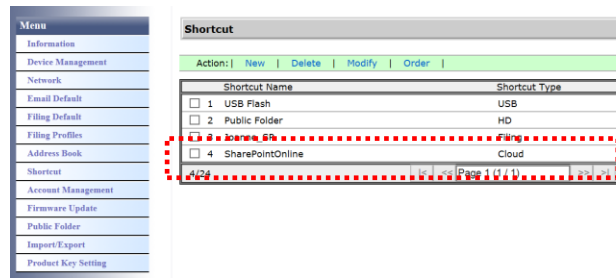 Menu
Information
Device Management
Network
Email Default
Filing Default
Filing Profiles
Address Book
Shortcut
Account Management
Firmware Update
Public Folder
Import/Export
Product Key Setting
Shortcut
Action: | New | Delete | Modify | Order |
Shortcut Name Shortcut Type
1 USB Flash USB
2 Public Folder HD
3 Joanne_SP Filing
4 SharePointOnline Cloud
4/24 |< << Page 1 (1 / 1) >> >|